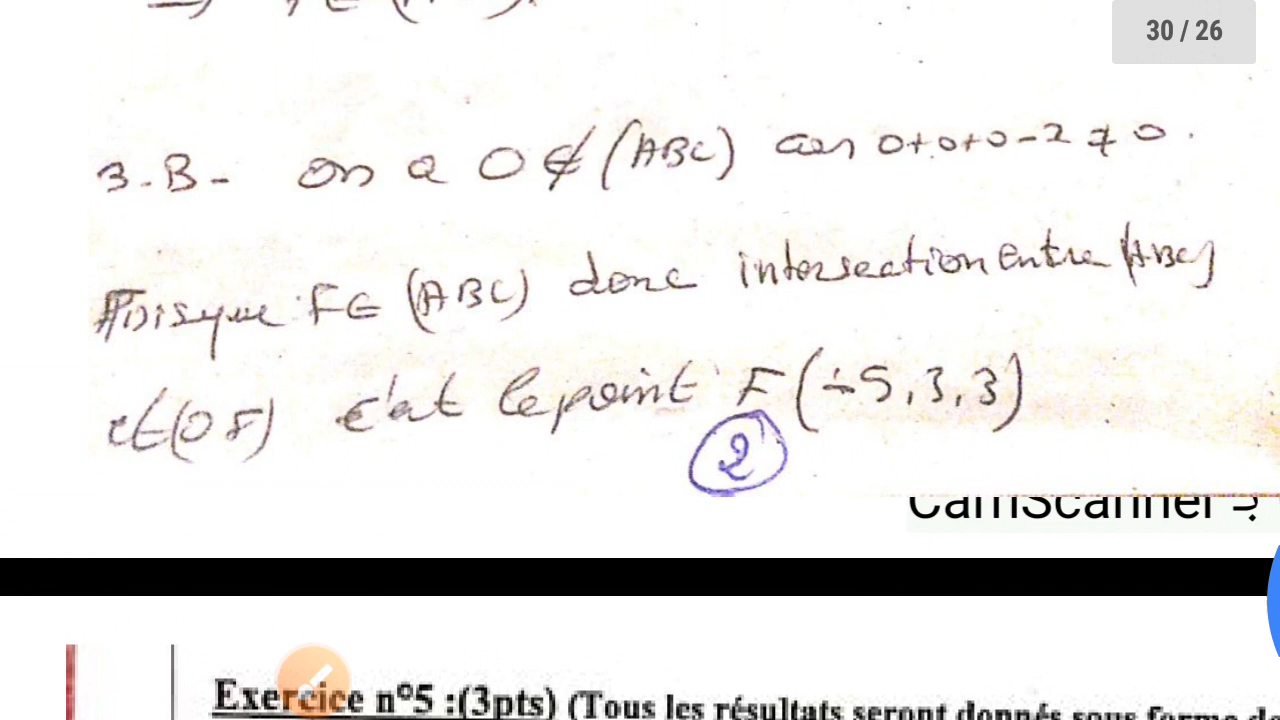 30 / 26
3-B- on a O ∉ (ABC) car 0+0+0-2 ≠ 0.
Puisque F ∈ (ABC) donc intersection entre (ABC)
et (OF) c'est le point F (-5, 3, 3)
2
CamScanner
Exercice n°5 :(3pts) (Tous les résultats seront donnés sous forme de